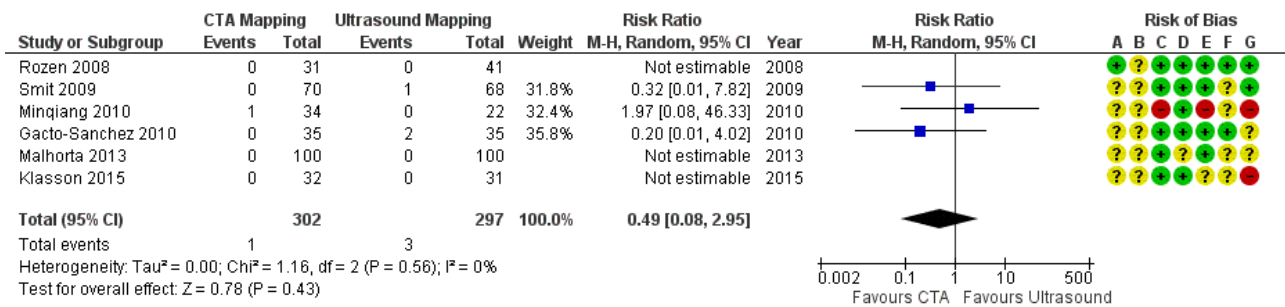 CTA Mapping Ultrasound Mapping Risk Ratio Risk Ratio Risk of Bias
Study or Subgroup Events Total Events Total Weight M-H, Random, 95% CI Year M-H, Random, 95% CI A B C D E F G
Rozen 2008 0 31 0 41 Not estimable 2008 + ? + + + + +
Smit 2009 0 70 1 68 31.8% 0.32 [0.01, 7.82] 2009 ? ? + + + ? +
Minqiang 2010 1 34 0 22 32.4% 1.97 [0.08, 46.33] 2010 ? ? - + - ? -
Gacto-Sanchez 2010 0 35 2 35 35.8% 0.20 [0.01, 4.02] 2010 ? ? + + + + ?
Malhorta 2013 0 100 0 100 Not estimable 2013 ? ? + ? + ? ?
Klasson 2015 0 32 0 31 Not estimable 2015 ? ? + + ? ? -
Total (95% CI) 302 297 100.0% 0.49 [0.08, 2.95]
Total events 1 3
Heterogeneity: Tau² = 0.00; Chi² = 1.16, df = 2 (P = 0.56); I² = 0%
Test for overall effect: Z = 0.78 (P = 0.43)
0.002 0.1 1 10 500
Favours CTA Favours Ultrasound